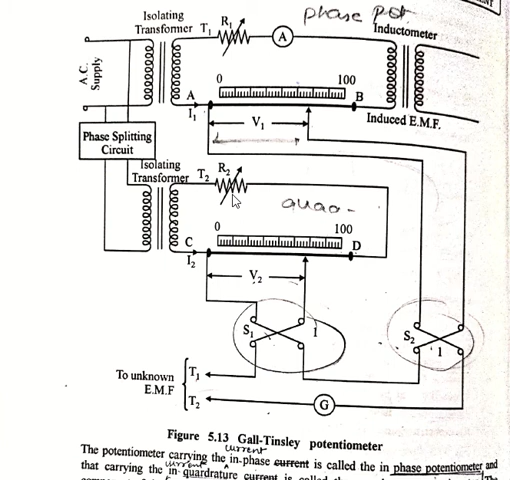 phase pot.
Isolating
Transformer
T1
R1
A
Inductometer
A.C.
Supply
0
100
A
B
I1
V1
Induced E.M.F.
Phase Splitting
Circuit
Isolating
Transformer
T2
R2
quad-
0
100
C
D
I2
V2
S1
1
S2
1
To unknown
E.M.F
T1
T2
G
Figure 5.13 Gall-Tinsley potentiometer
current
The potentiometer carrying the in-phase current is called the in phase potentiometer and
current
that carrying the in-quardrature current is called the